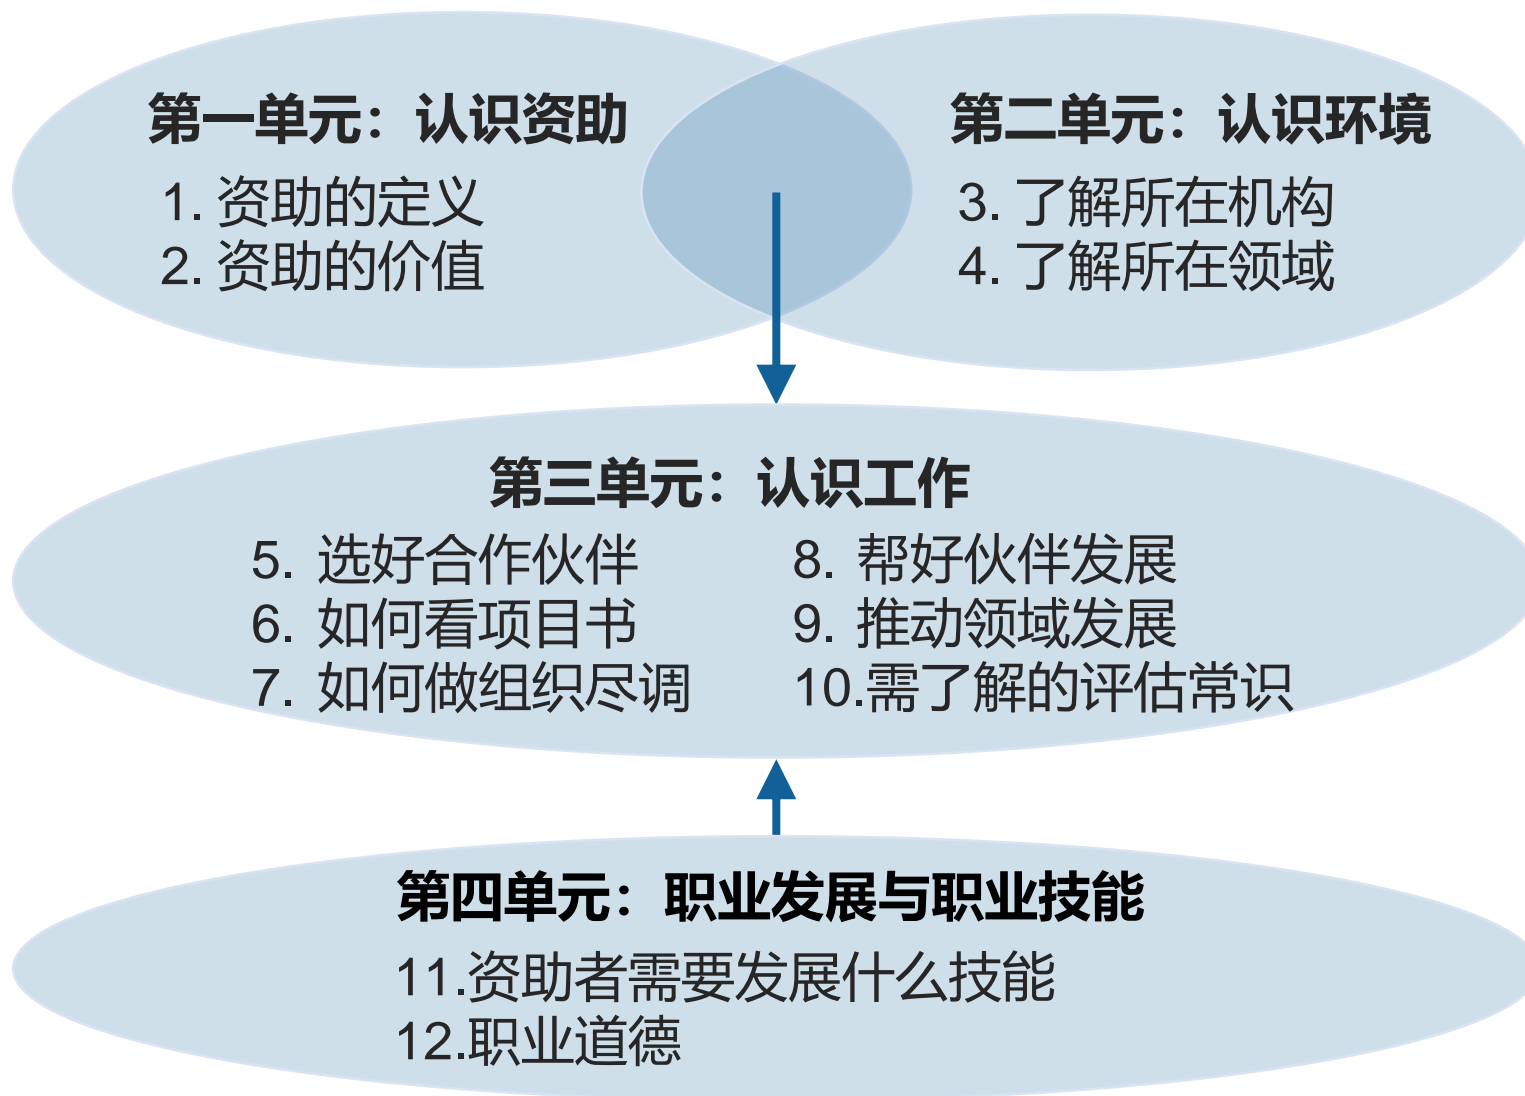 第一单元：认识资助
1. 资助的定义
2. 资助的价值
第二单元：认识环境
3. 了解所在机构
4. 了解所在领域
第三单元：认识工作
5. 选好合作伙伴
6. 如何看项目书
7. 如何做组织尽调
8. 帮好伙伴发展
9. 推动领域发展
10.需了解的评估常识
第四单元：职业发展与职业技能
11.资助者需要发展什么技能
12.职业道德